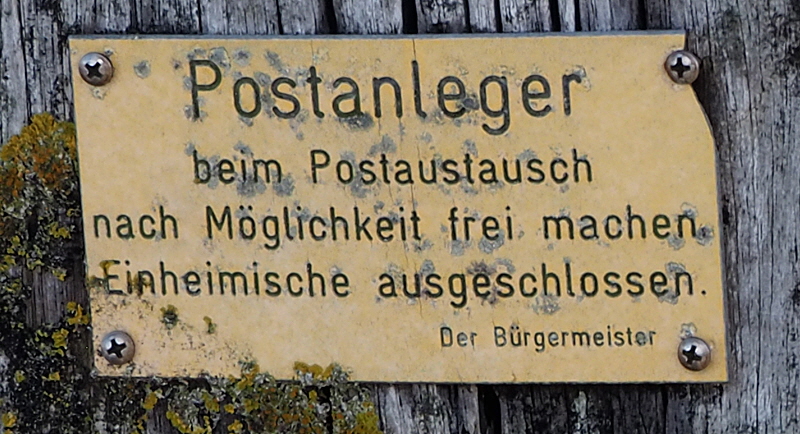 Postanleger
beim Postaustausch
nach Möglichkeit frei machen.
Einheimische ausgeschlossen.
Der Bürgermeister